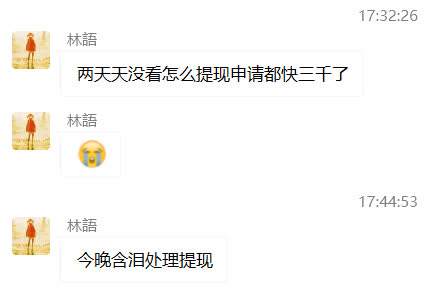 17:32:26
林語
两天天没看怎么提现申请都快三千了
林語
😭
17:44:53
林語
今晚含泪处理提现